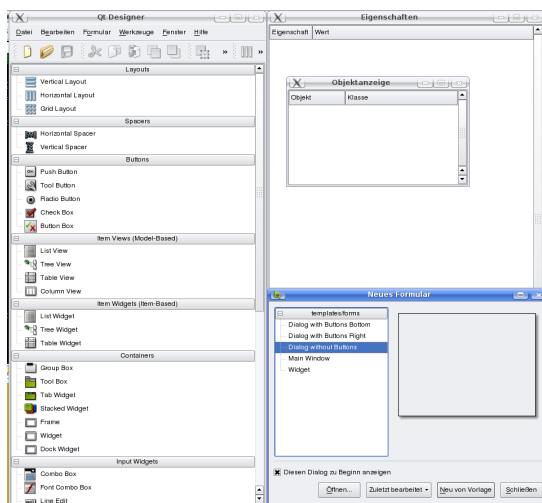 Qt Designer
Datei Bearbeiten Formular Werkzeuge Fenster Hilfe
» »
Layouts
Vertical Layout
Horizontal Layout
Grid Layout
Spacers
Horizontal Spacer
Vertical Spacer
Buttons
OK Push Button
Tool Button
Radio Button
Check Box
Button Box
Item Views (Model-Based)
List View
Tree View
Table View
Column View
Item Widgets (Item-Based)
List Widget
Tree Widget
Table Widget
Containers
Group Box
Tool Box
Tab Widget
Stacked Widget
Frame
Widget
Dock Widget
Input Widgets
Combo Box
Font Combo Box
Line Edit
Eigenschaften
Eigenschaft Wert
Objektanzeige
Objekt Klasse
Neues Formular
templates/forms
Dialog with Buttons Bottom
Dialog with Buttons Right
Dialog without Buttons
Main Window
Widget
Diesen Dialog zu Beginn anzeigen
Öffnen... Zuletzt bearbeitet Neu von Vorlage Schließen